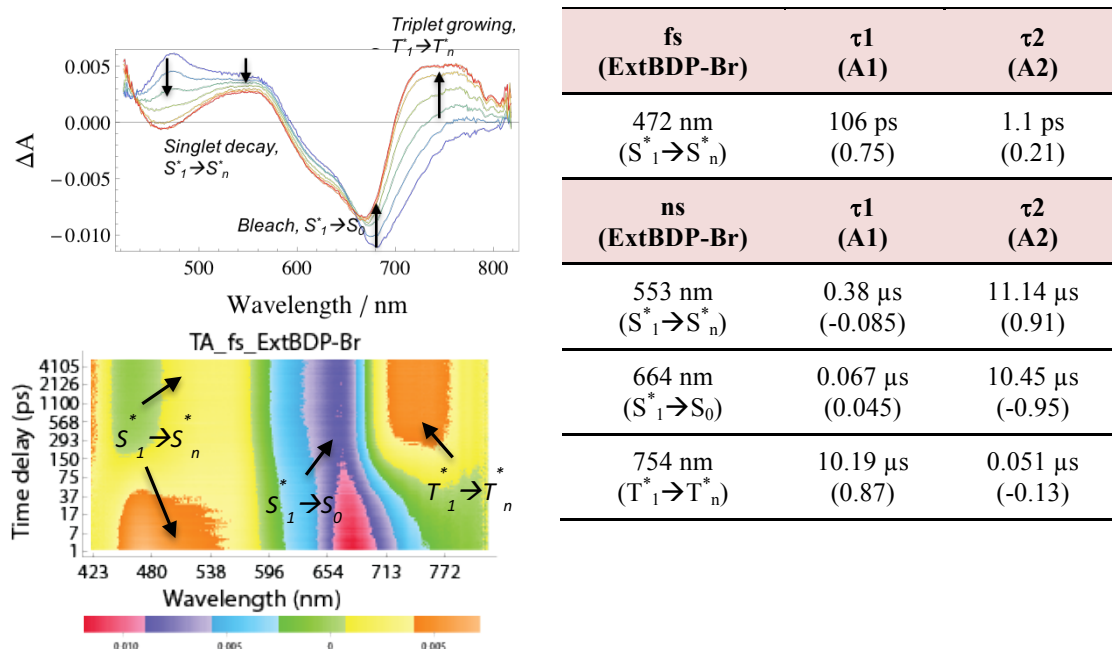 Triplet growing,
T*1→T*n
0.005
0.000
−0.005
−0.010
ΔA
Singlet decay,
S*1→S*n
Bleach, S*1→S0
500
600
700
800
Wavelength / nm
TA_fs_ExtBDP-Br
4105
2126
1100
568
293
150
75
37
17
7
1
Time delay (ps)
S*1→S*n
S*1→S0
T*1→T*n
423 480 538 596 654 713 772
Wavelength (nm)
0.010 0.005 0 0.005
fs τ1 τ2
(ExtBDP-Br) (A1) (A2)
472 nm 106 ps 1.1 ps
(S*1→S*n) (0.75) (0.21)
ns τ1 τ2
(ExtBDP-Br) (A1) (A2)
553 nm 0.38 µs 11.14 µs
(S*1→S*n) (-0.085) (0.91)
664 nm 0.067 µs 10.45 µs
(S*1→S0) (0.045) (-0.95)
754 nm 10.19 µs 0.051 µs
(T*1→T*n) (0.87) (-0.13)